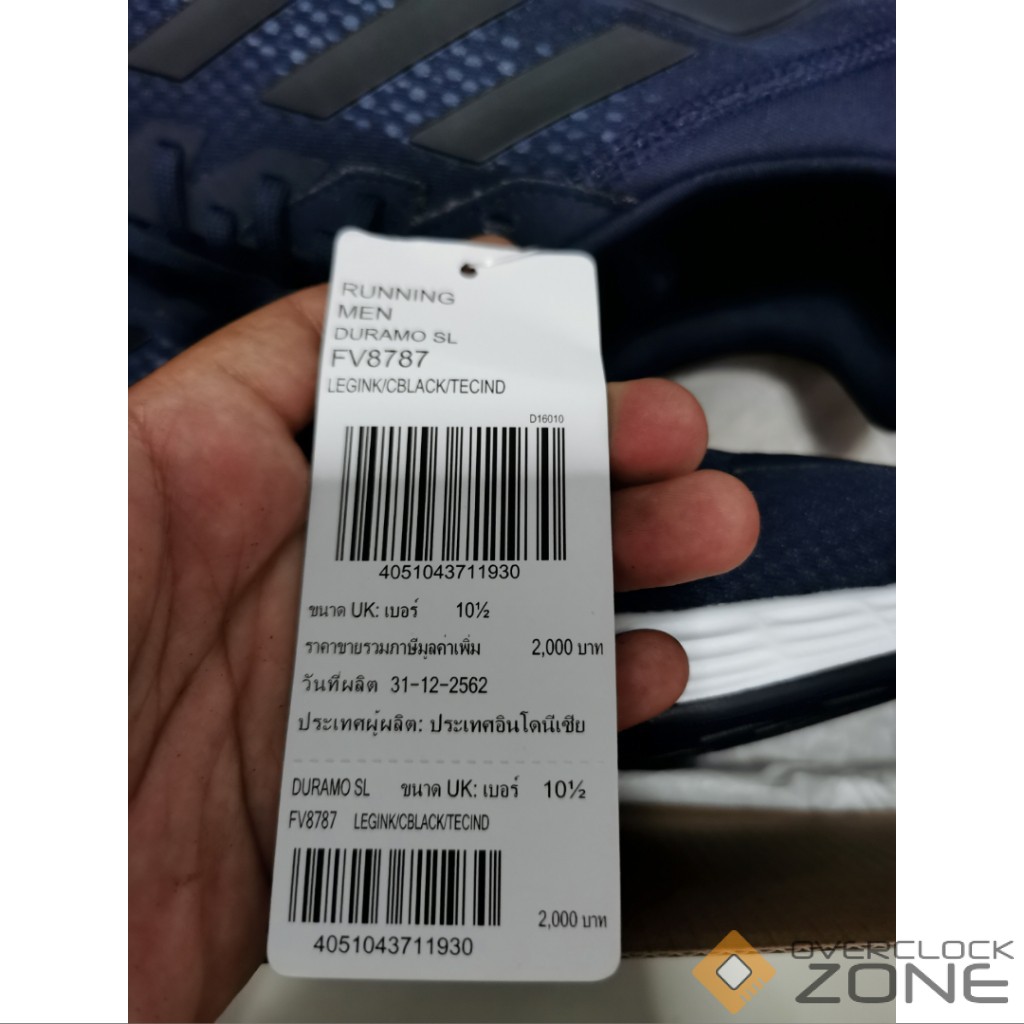 RUNNING
MEN
DURAMO SL
FV8787
LEGINK/CBLACK/TECIND
D16010
4051043711930
ขนาด UK: เบอร์ 10½
ราคาขายรวมภาษีมูลค่าเพิ่ม 2,000 บาท
วันที่ผลิต 31-12-2562
ประเทศผู้ผลิต: ประเทศอินโดนีเซีย
DURAMO SL ขนาด UK: เบอร์ 10½
FV8787 LEGINK/CBLACK/TECIND
2,000 บาท
4051043711930
OVERCLOCK
ZONE